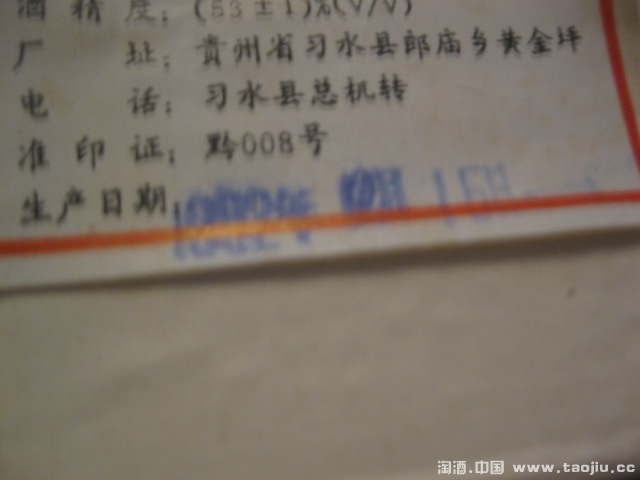 酒精度：(53±1)%(V/V)
厂址：贵州省习水县郎庙乡黄金坪
电话：习水县总机转
准印证：黔008号
生产日期：
淘酒.中国 www.taojiu.cc